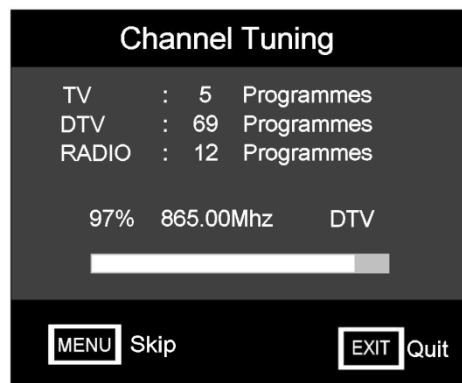 Channel Tuning
TV : 5 Programmes
DTV : 69 Programmes
RADIO : 12 Programmes
97% 865.00Mhz DTV
MENU Skip EXIT Quit